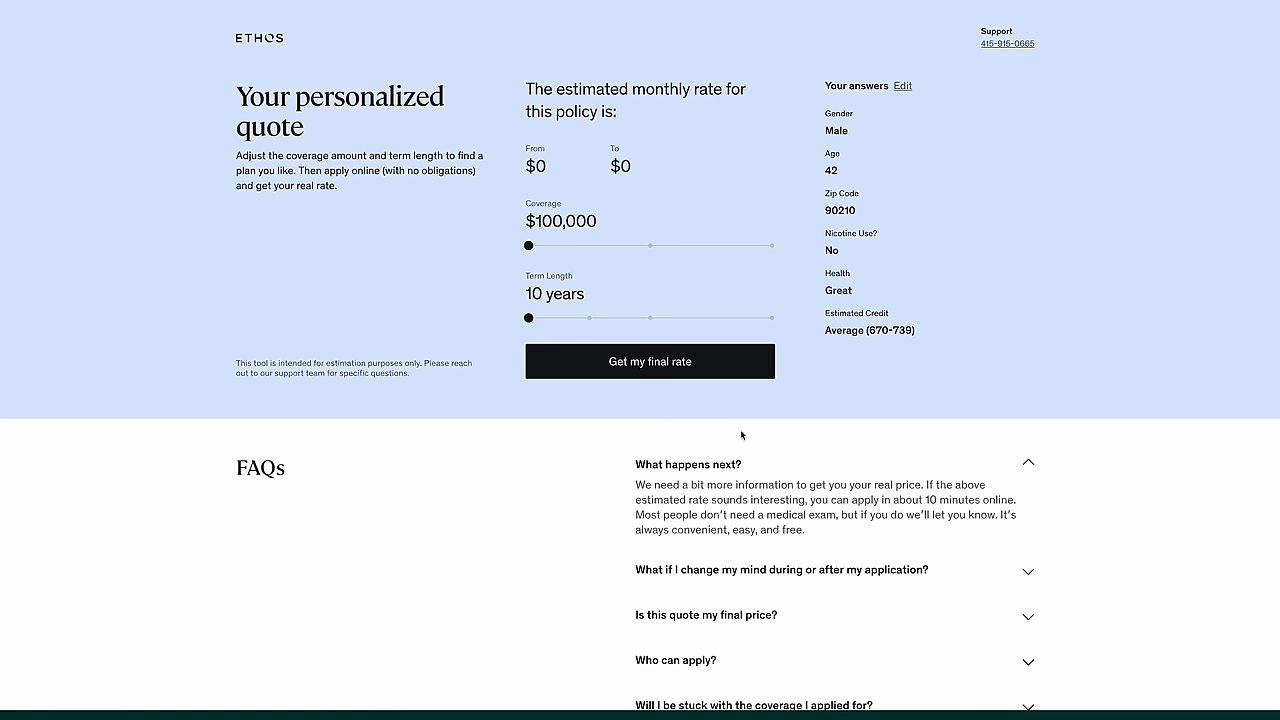 ETHOS
Support
415-915-0665
Your personalized
quote
Adjust the coverage amount and term length to find a
plan you like. Then apply online (with no obligations)
and get your real rate.
This tool is intended for estimation purposes only. Please reach
out to our support team for specific questions.
The estimated monthly rate for
this policy is:
From To
$0 $0
Coverage
$100,000
Term Length
10 years
Get my final rate
Your answers Edit
Gender
Male
Age
42
Zip Code
90210
Nicotine Use?
No
Health
Great
Estimated Credit
Average (670-739)
FAQs
What happens next?
We need a bit more information to get you your real price. If the above
estimated rate sounds interesting, you can apply in about 10 minutes online.
Most people don't need a medical exam, but if you do we'll let you know. It's
always convenient, easy, and free.
What if I change my mind during or after my application?
Is this quote my final price?
Who can apply?
Will I be stuck with the coverage I applied for?